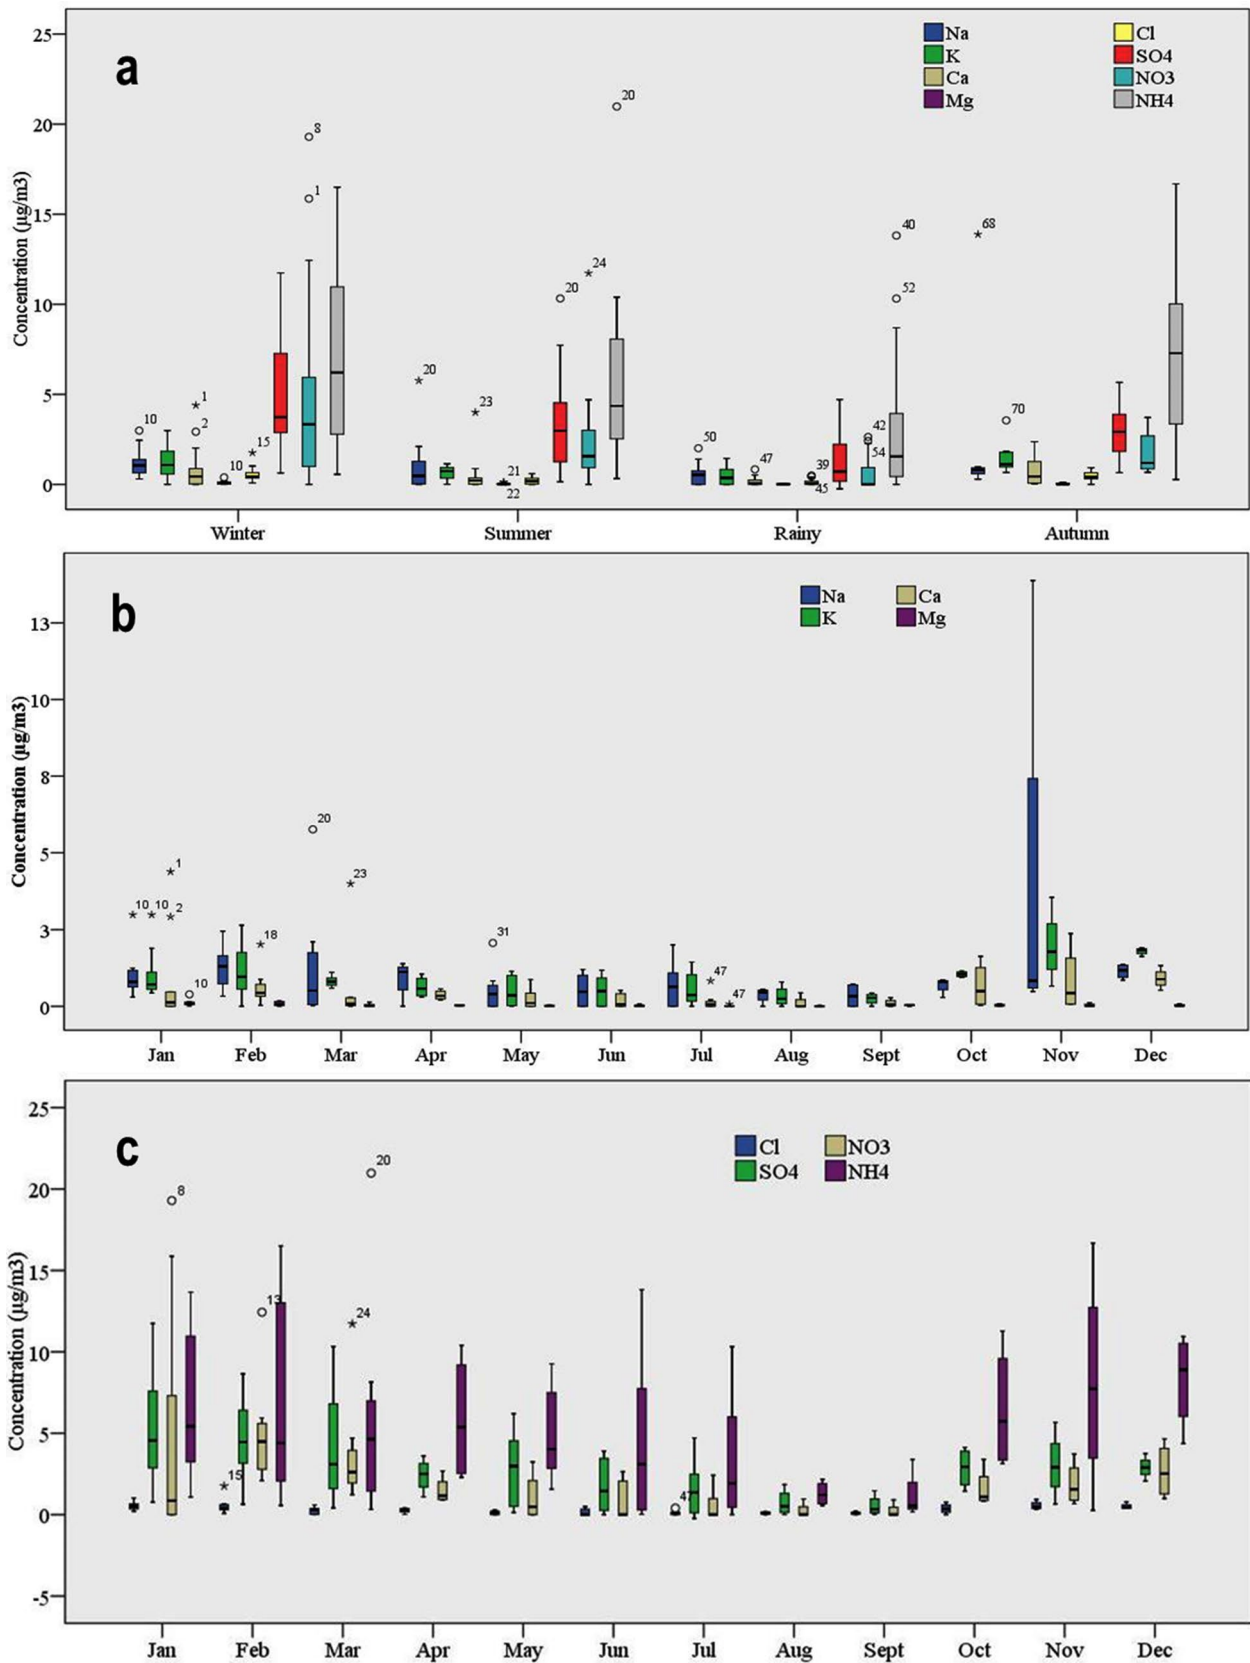 a
Na
Cl
K
SO4
Ca
NO3
Mg
NH4
Concentration (µg/m3)
25
20
15
10
5
0
10
1
2
10
15
8
1
20
23
21
22
20
24
20
50
47
39
45
42
54
40
52
68
70
Winter Summer Rainy Autumn
b
Na Ca
K Mg
Concentration (µg/m3)
13
10
8
5
3
0
10 10
1
2
10
18
20
23
31
47
47
Jan Feb Mar Apr May Jun Jul Aug Sept Oct Nov Dec
c
Cl NO3
SO4 NH4
Concentration (µg/m3)
25
20
15
10
5
0
-5
8
15
13
24
20
Jan Feb Mar Apr May Jun Jul Aug Sept Oct Nov Dec